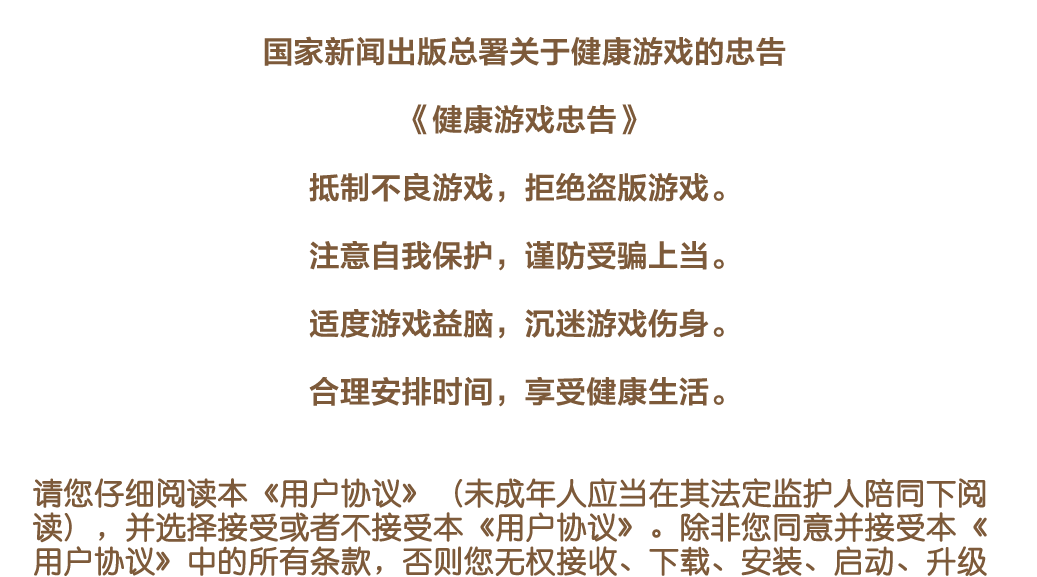 国家新闻出版总署关于健康游戏的忠告
《健康游戏忠告》
抵制不良游戏，拒绝盗版游戏。
注意自我保护，谨防受骗上当。
适度游戏益脑，沉迷游戏伤身。
合理安排时间，享受健康生活。
请您仔细阅读本《用户协议》（未成年人应当在其法定监护人陪同下阅
读），并选择接受或者不接受本《用户协议》。除非您同意并接受本《
用户协议》中的所有条款，否则您无权接收、下载、安装、启动、升级